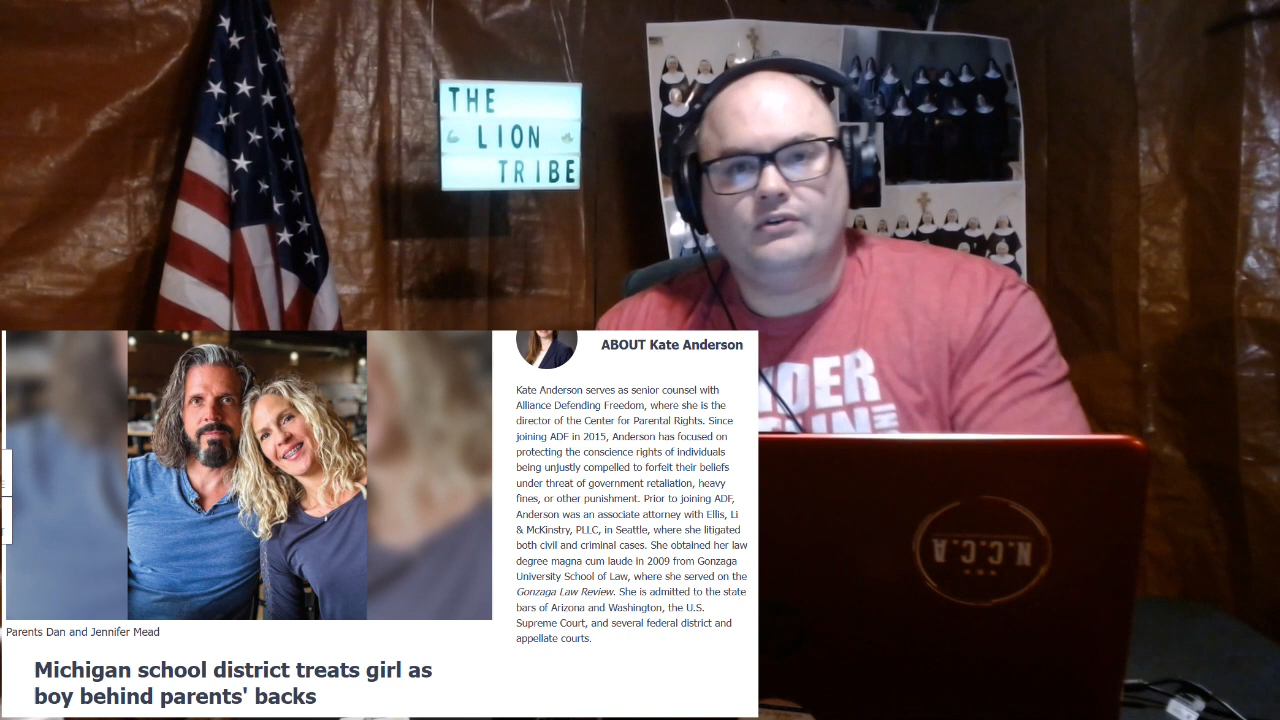 THE
LION
TRIBE
ABOUT Kate Anderson
Kate Anderson serves as senior counsel with
Alliance Defending Freedom, where she is the
director of the Center for Parental Rights. Since
joining ADF in 2015, Anderson has focused on
protecting the conscience rights of individuals
being unjustly compelled to forfeit their beliefs
under threat of government retaliation, heavy
fines, or other punishment. Prior to joining ADF,
Anderson was an associate attorney with Ellis, Li
& McKinstry, PLLC, in Seattle, where she litigated
both civil and criminal cases. She obtained her law
degree magna cum laude in 2009 from Gonzaga
University School of Law, where she served on the
Gonzaga Law Review. She is admitted to the state
bars of Arizona and Washington, the U.S.
Supreme Court, and several federal district and
appellate courts.
Parents Dan and Jennifer Mead
Michigan school district treats girl as
boy behind parents' backs
N.C.C.A